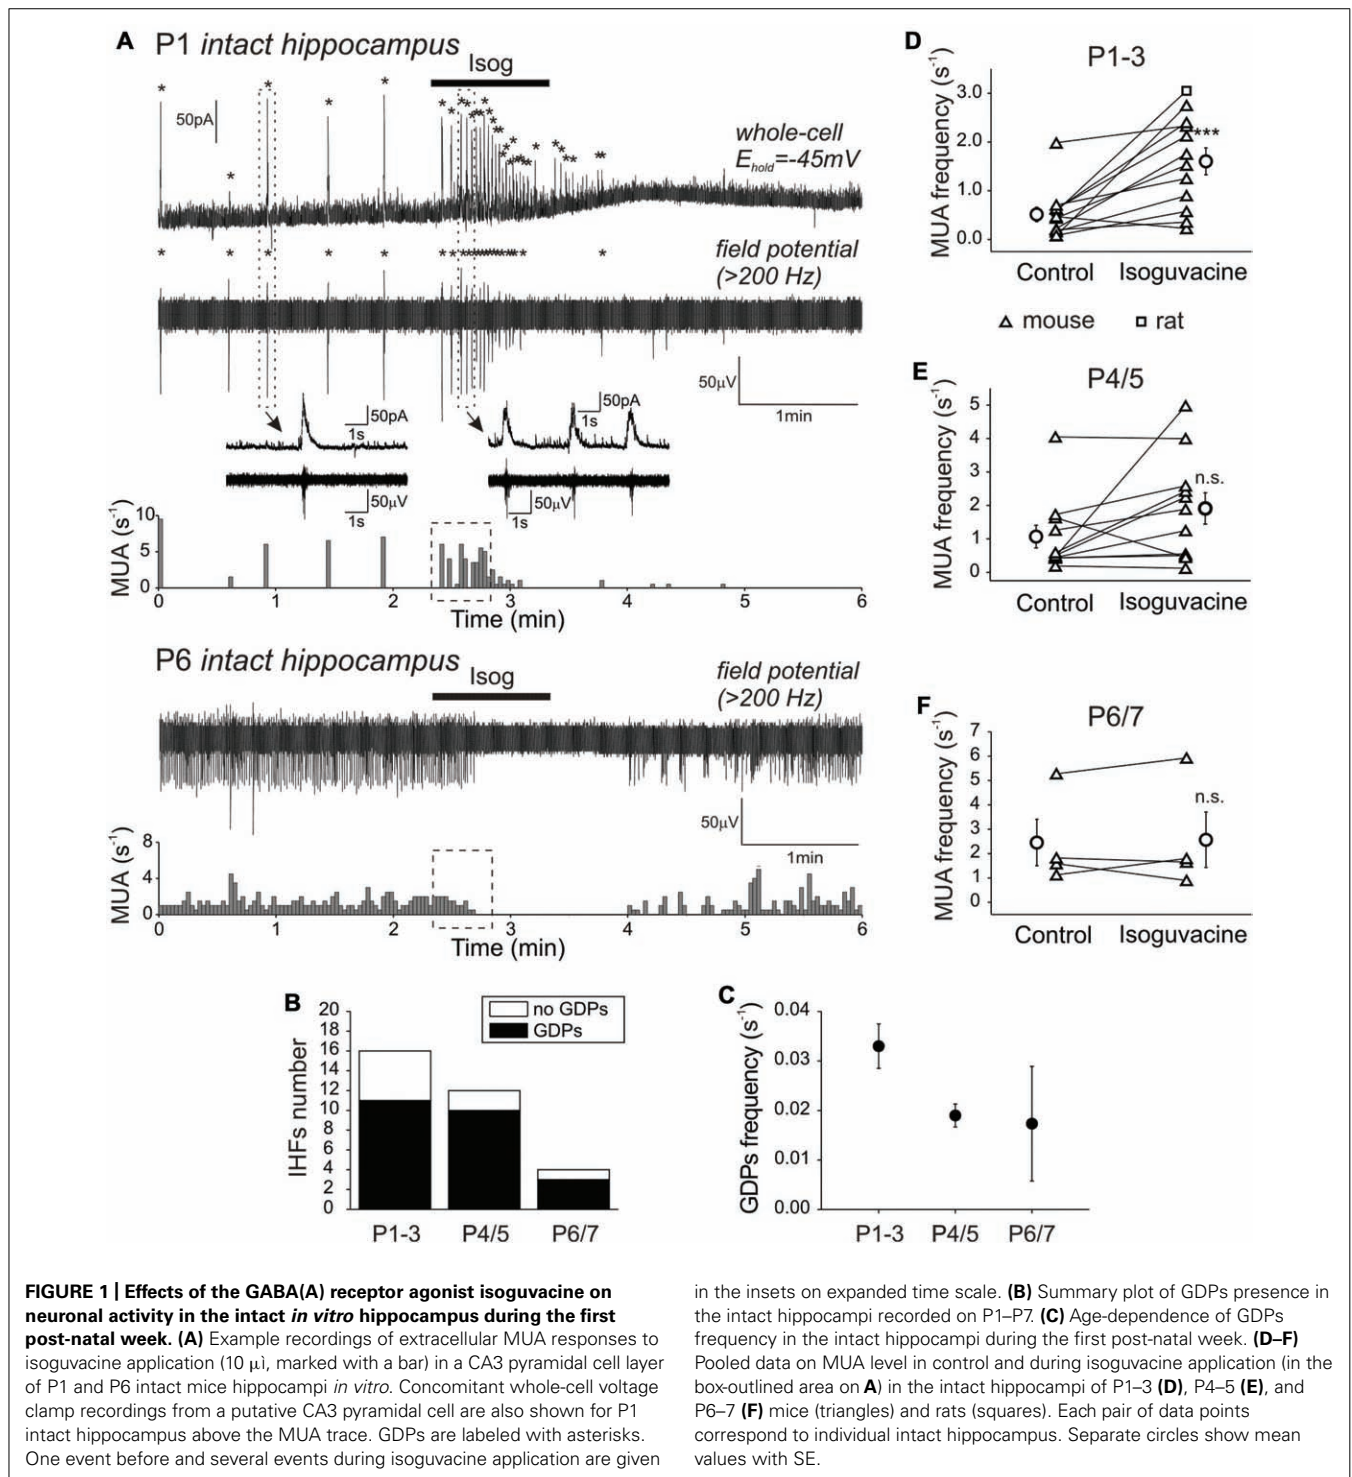 A P1 intact hippocampus
Isog
50pA
whole-cell
E_hold=-45mV
field potential
(>200 Hz)
50µV
1min
50pA
1s
50µV
1s
50pA
1s
50µV
1s
MUA (s⁻¹)
10
5
0
0 1 2 3 4 5 6
Time (min)
P6 intact hippocampus
Isog
field potential
(>200 Hz)
50µV
1min
MUA (s⁻¹)
8
4
0
0 1 2 3 4 5 6
Time (min)
B
IHFs number
20
18
16
14
12
10
8
6
4
2
0
no GDPs
GDPs
P1-3 P4/5 P6/7
C
GDPs frequency (s⁻¹)
0.04
0.03
0.02
0.01
0.00
P1-3 P4/5 P6/7
D
P1-3
MUA frequency (s⁻¹)
3.0
2.0
1.0
0.0
***
Control Isoguvacine
mouse rat
E
P4/5
MUA frequency (s⁻¹)
5
4
3
2
1
0
n.s.
Control Isoguvacine
F
P6/7
MUA frequency (s⁻¹)
7
6
5
4
3
2
1
0
n.s.
Control Isoguvacine
FIGURE 1 | Effects of the GABA(A) receptor agonist isoguvacine on
neuronal activity in the intact in vitro hippocampus during the first
post-natal week. (A) Example recordings of extracellular MUA responses to
isoguvacine application (10 µì, marked with a bar) in a CA3 pyramidal cell layer
of P1 and P6 intact mice hippocampi in vitro. Concomitant whole-cell voltage
clamp recordings from a putative CA3 pyramidal cell are also shown for P1
intact hippocampus above the MUA trace. GDPs are labeled with asterisks.
One event before and several events during isoguvacine application are given
in the insets on expanded time scale. (B) Summary plot of GDPs presence in
the intact hippocampi recorded on P1–P7. (C) Age-dependence of GDPs
frequency in the intact hippocampi during the first post-natal week. (D–F)
Pooled data on MUA level in control and during isoguvacine application (in the
box-outlined area on A) in the intact hippocampi of P1–3 (D), P4–5 (E), and
P6–7 (F) mice (triangles) and rats (squares). Each pair of data points
correspond to individual intact hippocampus. Separate circles show mean
values with SE.